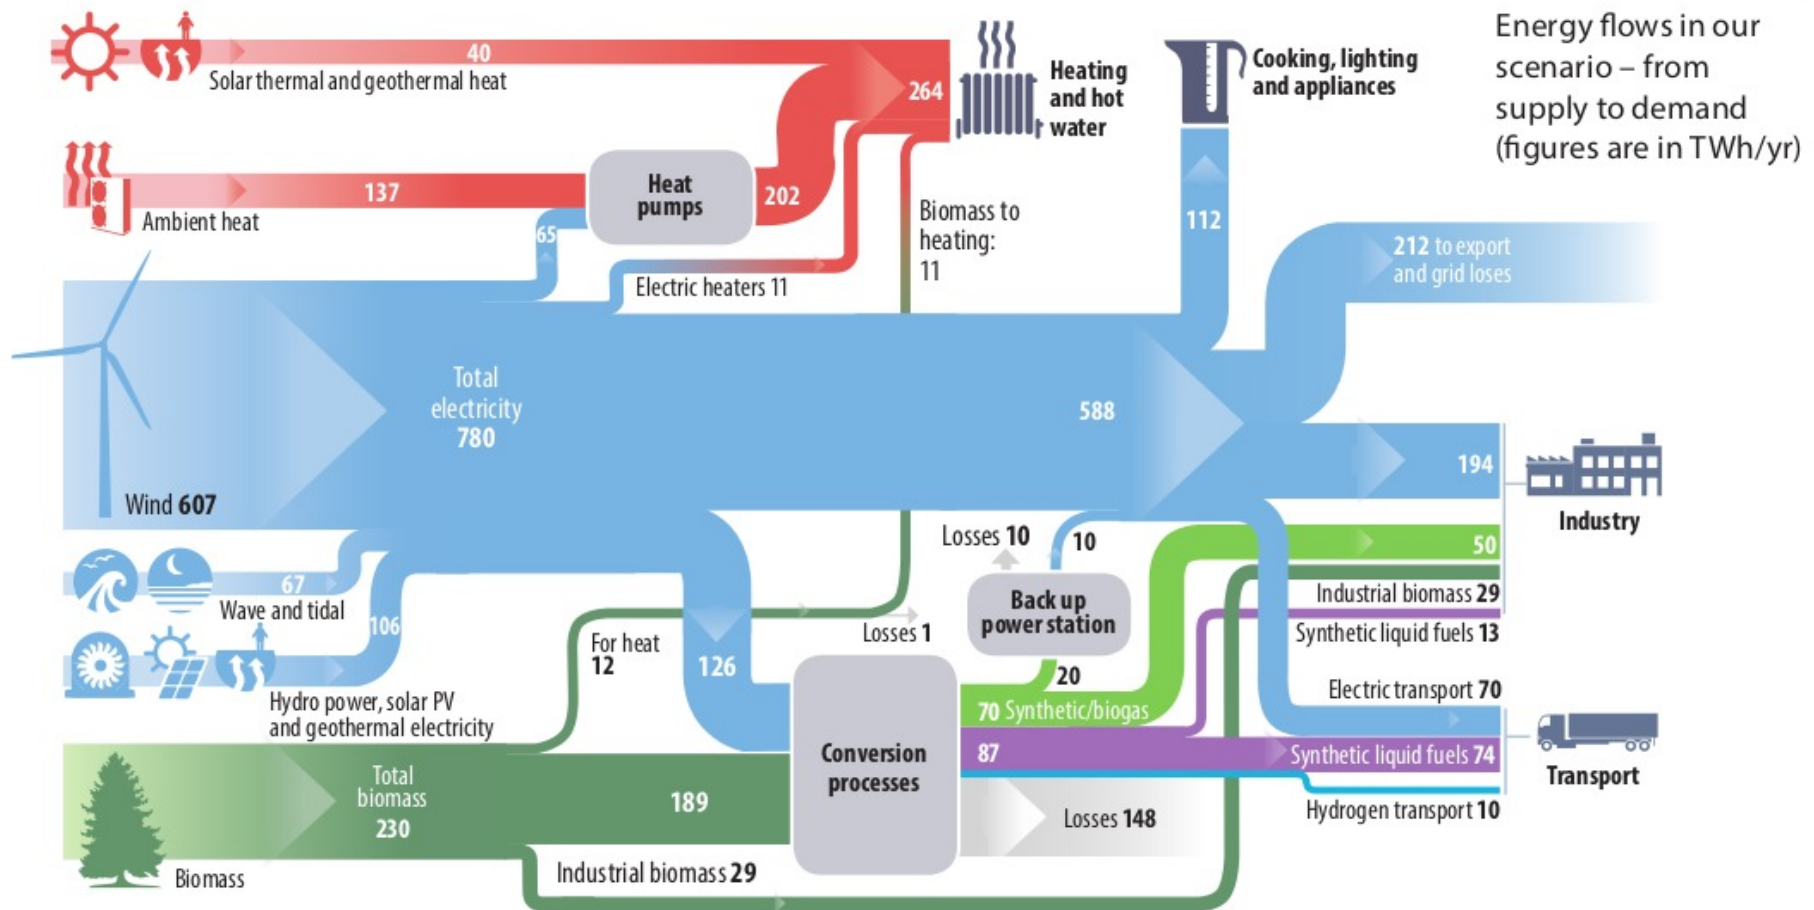 Energy flows in our
scenario – from
supply to demand
(figures are in TWh/yr)
40
Solar thermal and geothermal heat
264
Heating
and hot
water
Cooking, lighting
and appliances
137
Ambient heat
Heat
pumps
202
65
Electric heaters 11
Biomass to
heating:
11
112
212 to export
and grid loses
Total
electricity
780
588
Wind 607
194
Industry
67
Wave and tidal
106
Hydro power, solar PV
and geothermal electricity
For heat
12
126
Losses 1
Losses 10
10
Back up
power station
20
50
Industrial biomass 29
Synthetic liquid fuels 13
Electric transport 70
70 Synthetic/biogas
87
Synthetic liquid fuels 74
Hydrogen transport 10
Transport
Conversion
processes
Losses 148
Total
biomass
230
189
Biomass
Industrial biomass 29